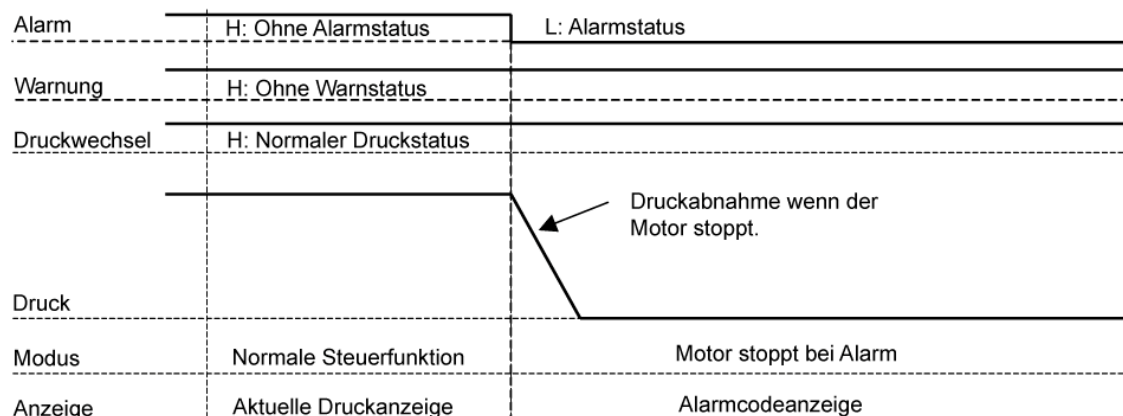 Alarm H: Ohne Alarmstatus L: Alarmstatus
Warnung H: Ohne Warnstatus
Druckwechsel H: Normaler Druckstatus
Druckabnahme wenn der
Motor stoppt.
Druck
Modus Normale Steuerfunktion Motor stoppt bei Alarm
Anzeige Aktuelle Druckanzeige Alarmcodeanzeige